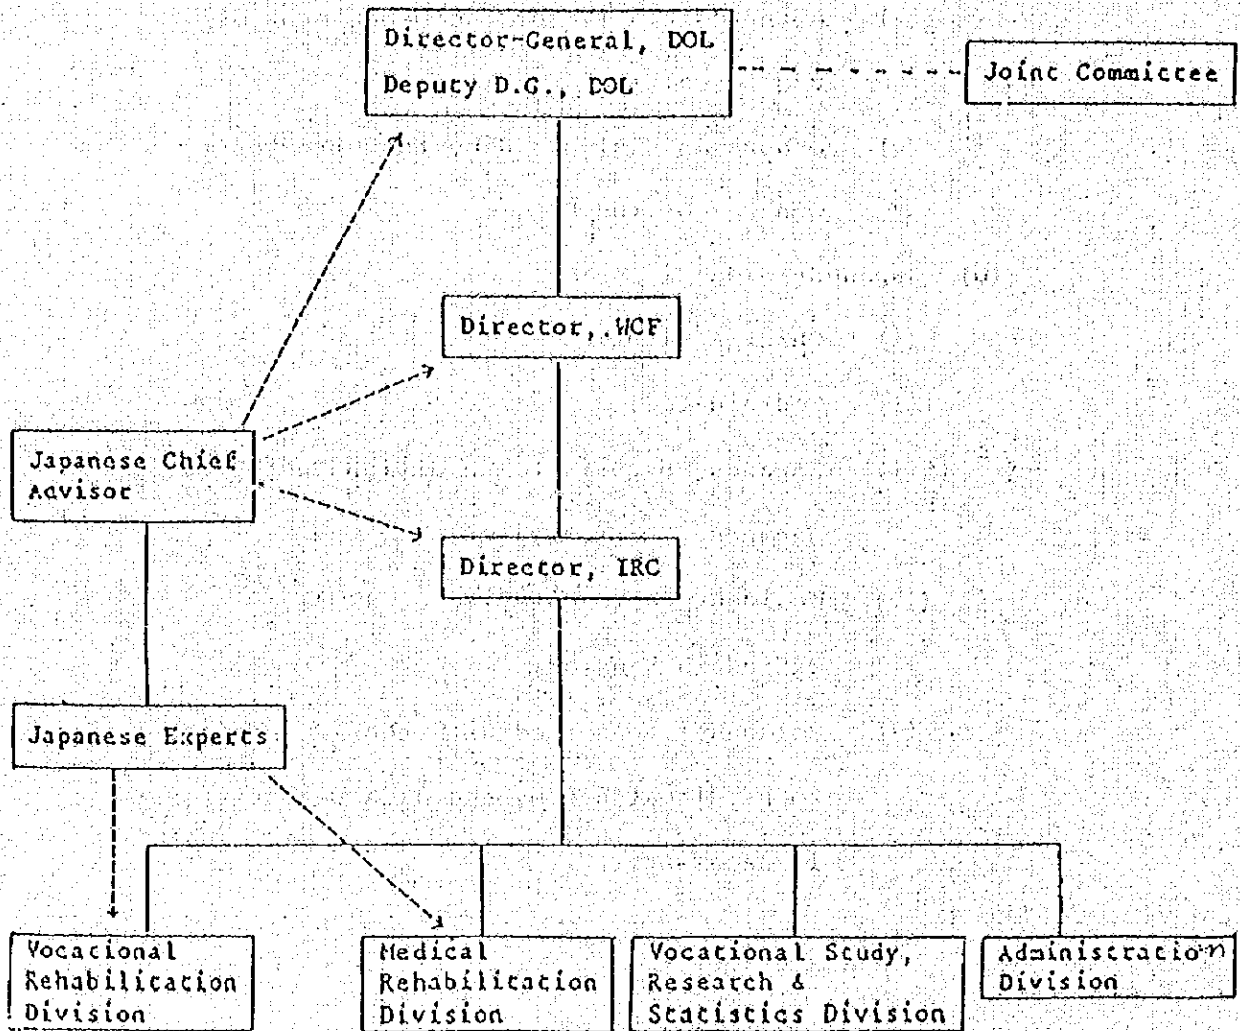 Director-General, DOL
Deputy D.G., DOL
Joint Committee
Director, WCF
Japanese Chief
Advisor
Director, IRC
Japanese Experts
Vocational
Rehabilitation
Division
Medical
Rehabilitation
Division
Vocational Study,
Research &
Statistics Division
Administration
Division